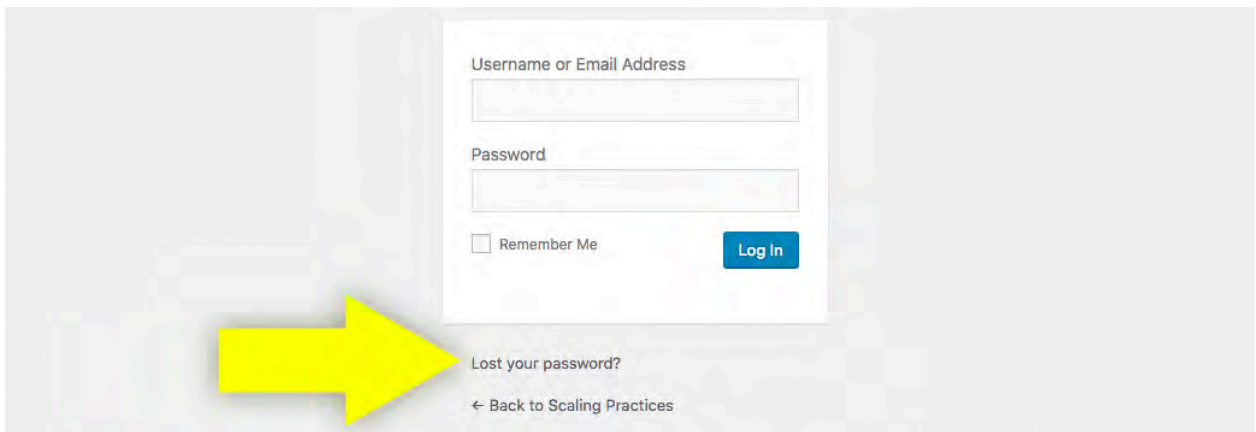 Username or Email Address
Password
Remember Me
Log In
Lost your password?
← Back to Scaling Practices